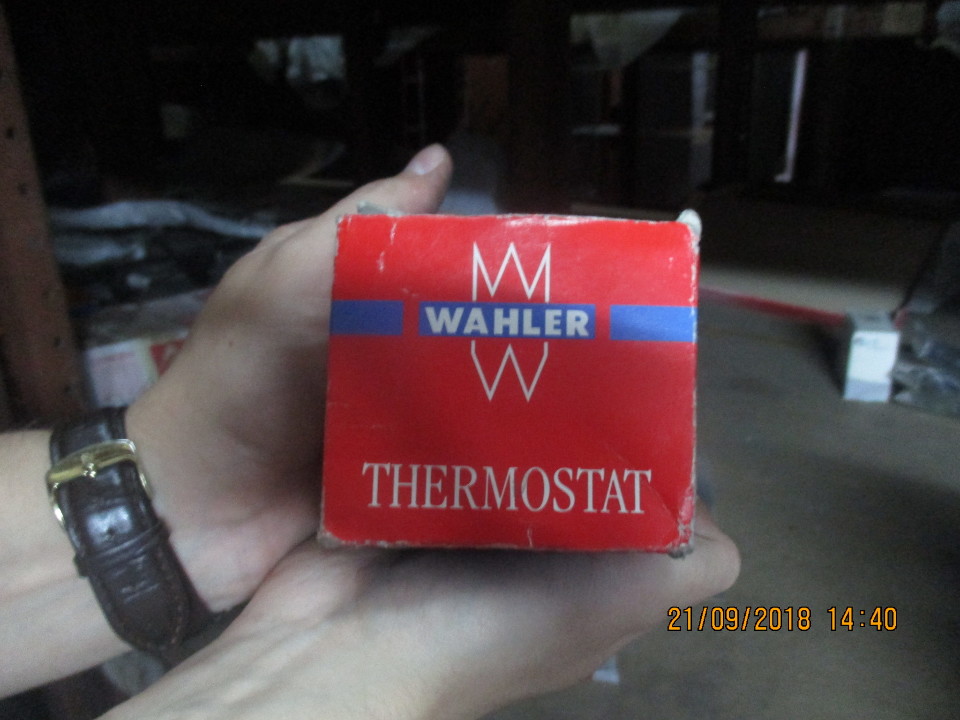 WAHLER
THERMOSTAT
21/09/2018 14:40